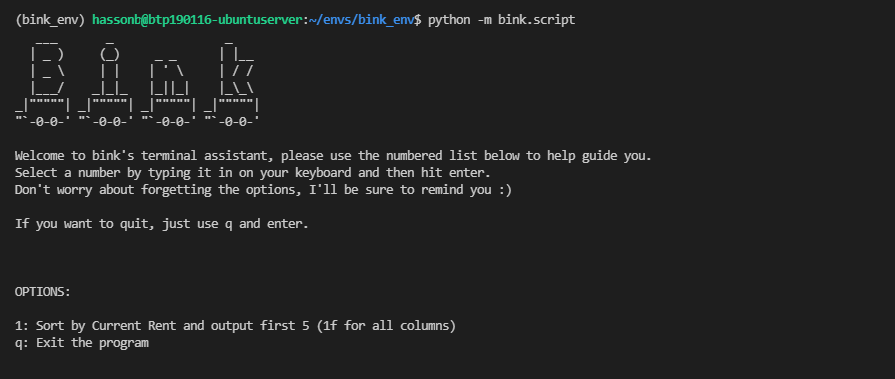 (bink_env) hassonb@btp190116-ubuntuserver:~/envs/bink_env$ python -m bink.script
Bink
Welcome to bink's terminal assistant, please use the numbered list below to help guide you.
Select a number by typing it in on your keyboard and then hit enter.
Don't worry about forgetting the options, I'll be sure to remind you :)
If you want to quit, just use q and enter.
OPTIONS:
1: Sort by Current Rent and output first 5 (1f for all columns)
q: Exit the program